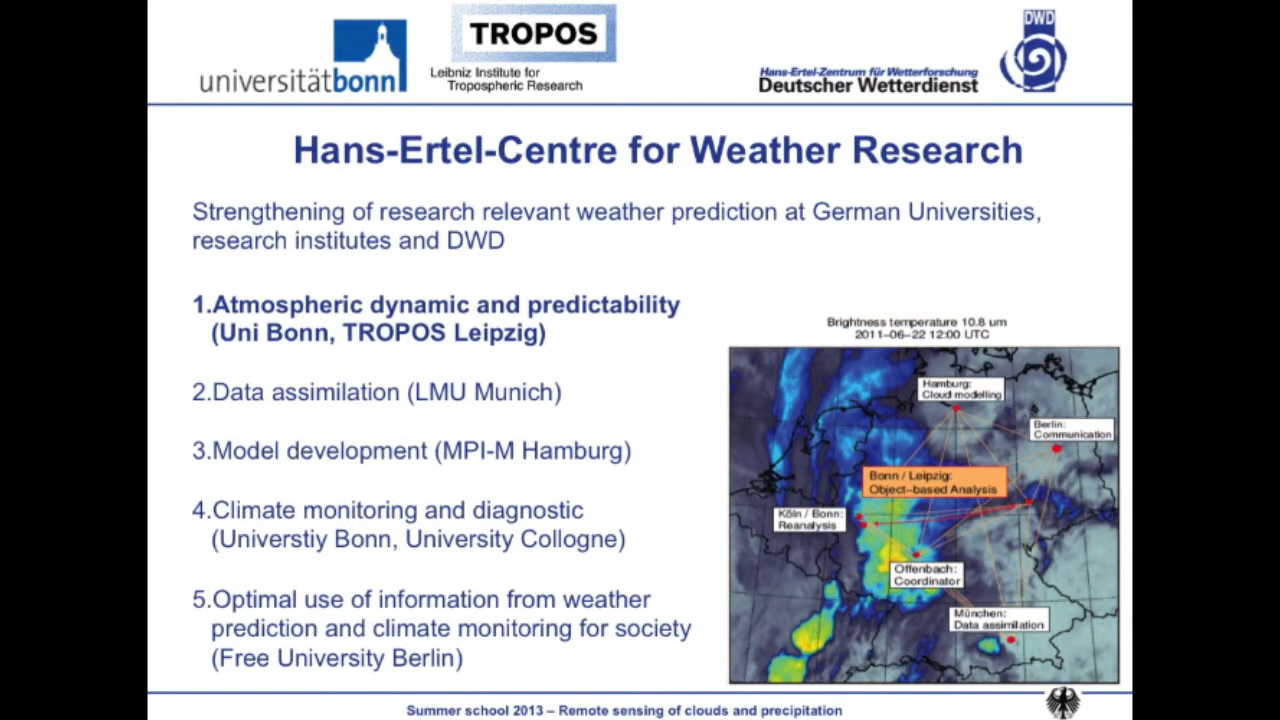 universitätbonn
TROPOS
Leibniz Institute for
Tropospheric Research
Hans-Ertel-Zentrum für Wetterforschung
Deutscher Wetterdienst
DWD
Hans-Ertel-Centre for Weather Research
Strengthening of research relevant weather prediction at German Universities,
research institutes and DWD
1.Atmospheric dynamic and predictability
(Uni Bonn, TROPOS Leipzig)
2.Data assimilation (LMU Munich)
3.Model development (MPI-M Hamburg)
4.Climate monitoring and diagnostic
(Universtiy Bonn, University Collogne)
5.Optimal use of information from weather
prediction and climate monitoring for society
(Free University Berlin)
Brightness temperature 10.8 um
2011-06-22 12:00 UTC
Hamburg:
Cloud modelling
Berlin:
Communication
Bonn / Leipzig:
Object-based Analysis
Köln / Bonn:
Reanalysis
Offenbach:
Coordinator
München:
Data assimilation
Summer school 2013 – Remote sensing of clouds and precipitation